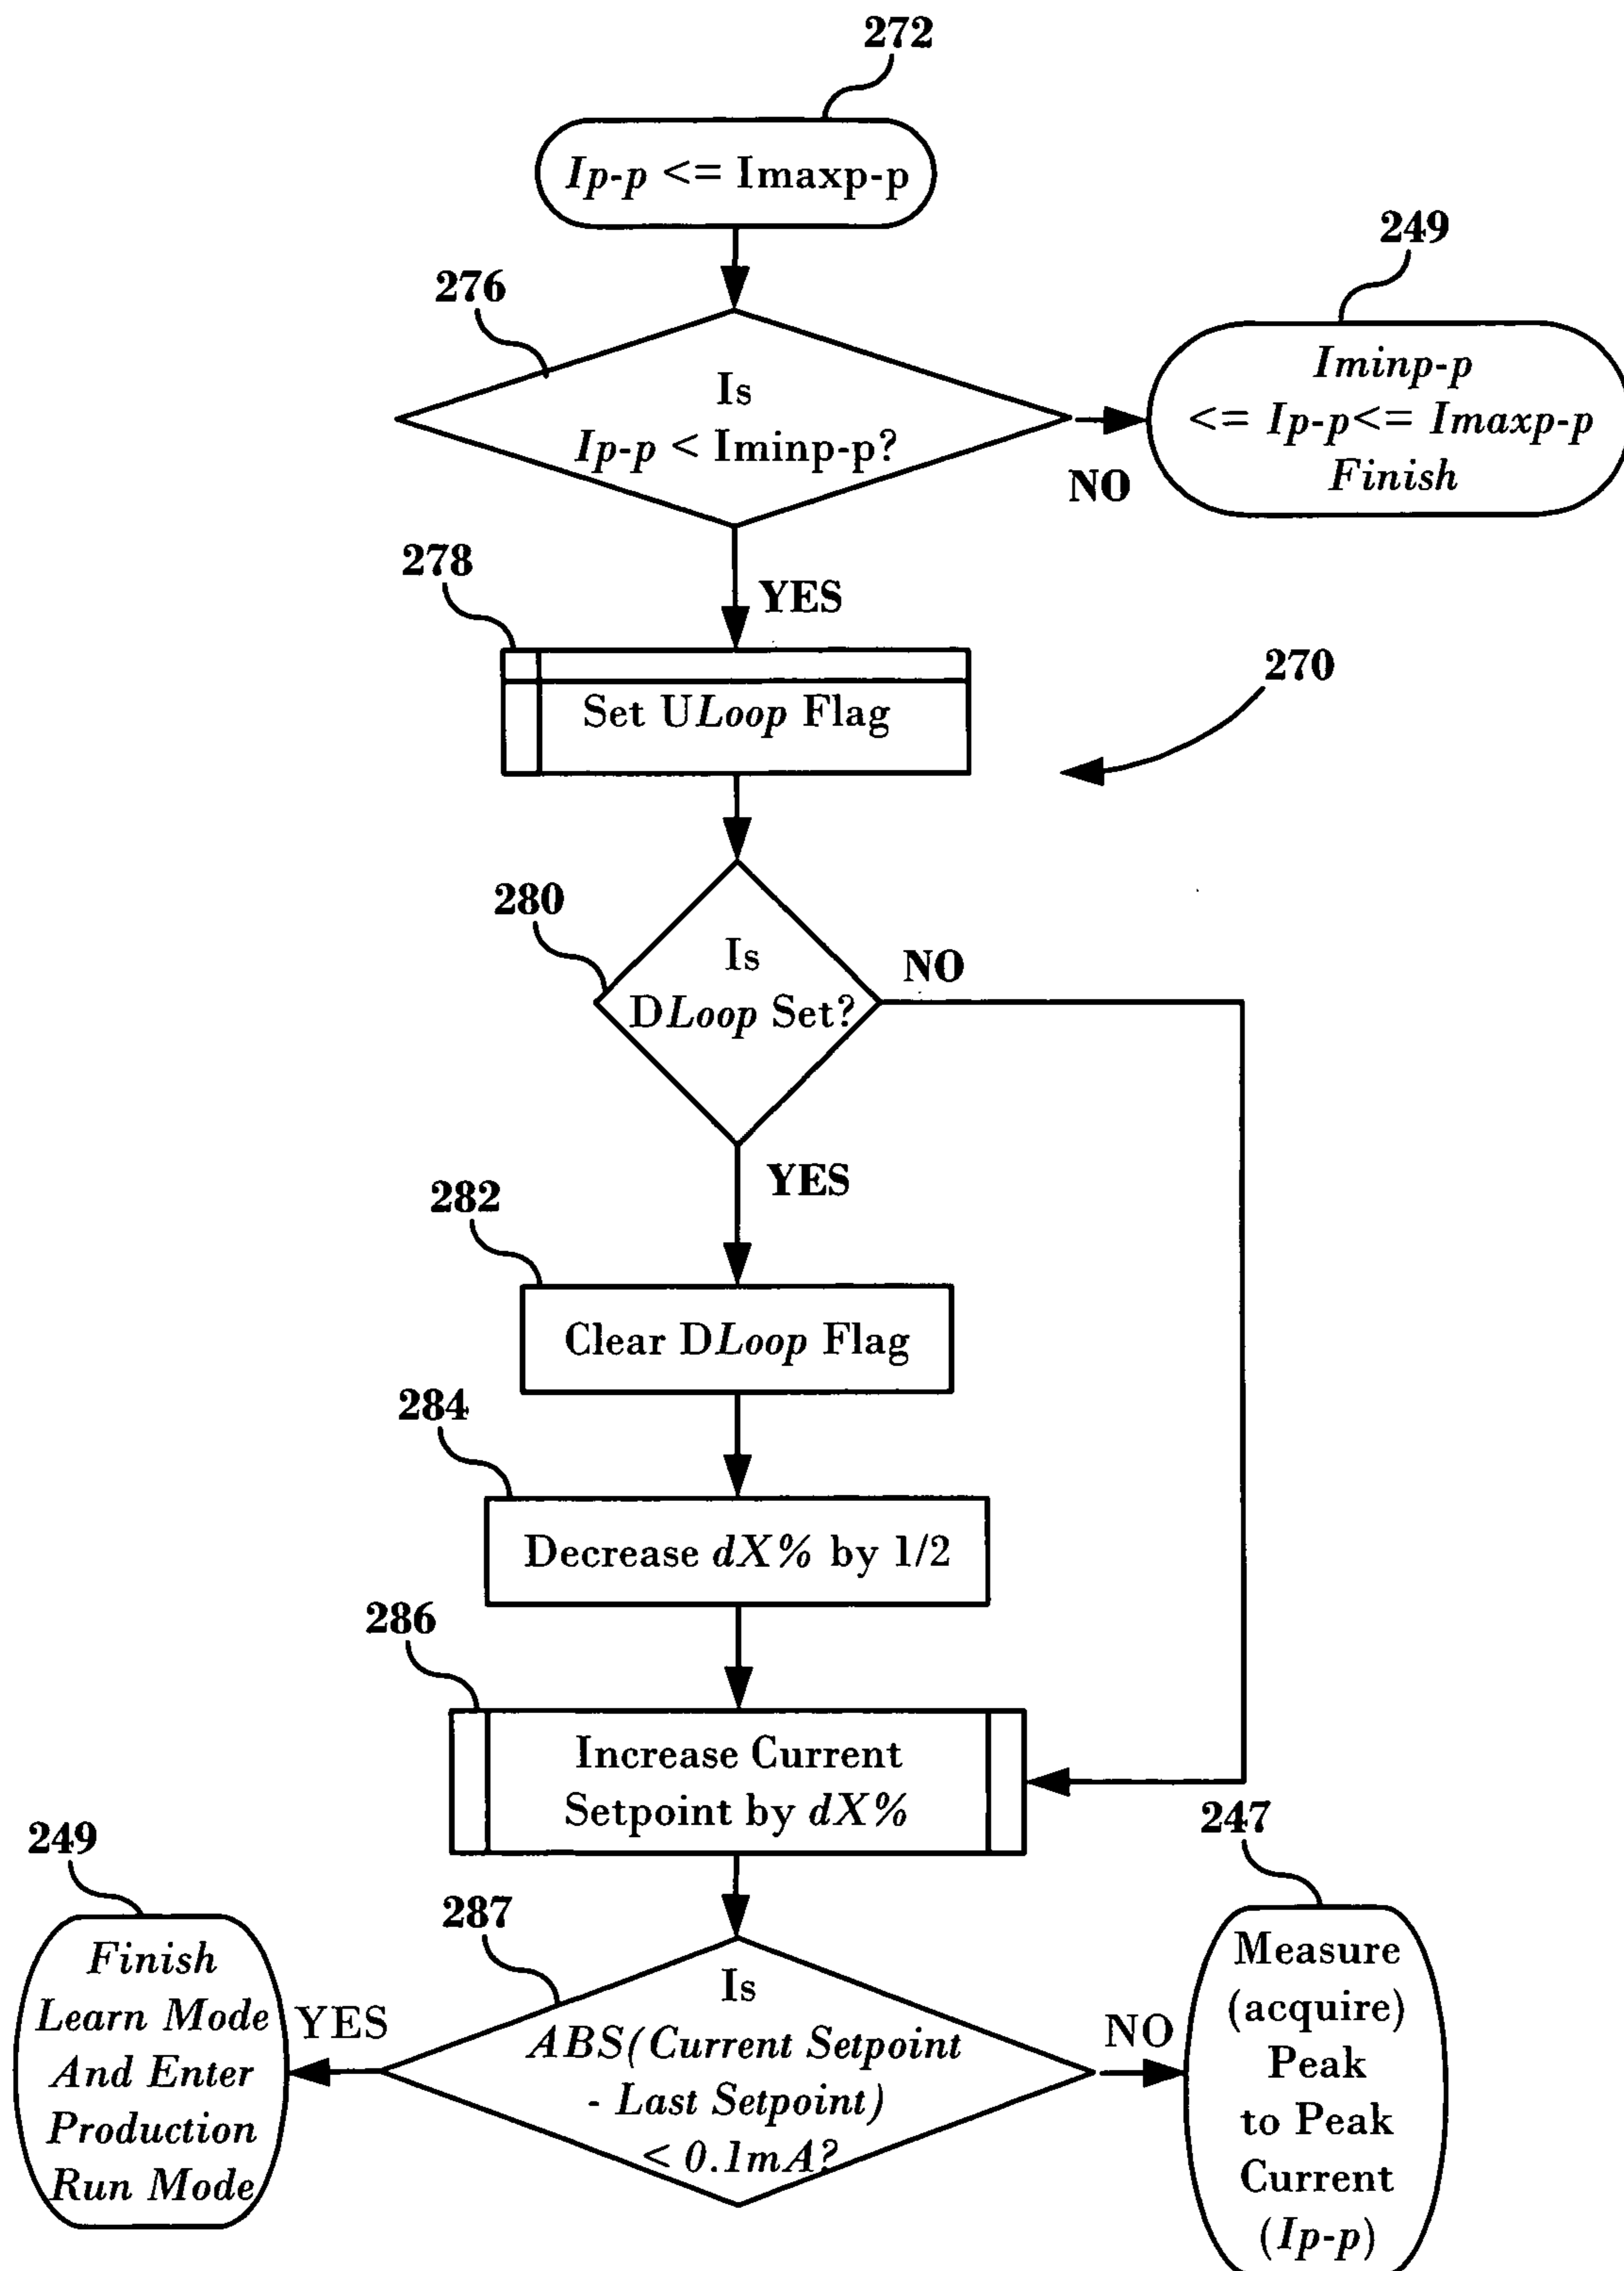 272
Ip-p <= Imaxp-p
249
276
Is
Ip-p < Iminp-p?
Iminp-p
<= Ip-p<= Imaxp-p
Finish
NO
278
YES
Set ULoop Flag
270
280
Is
DLoop Set?
NO
YES
282
Clear DLoop Flag
284
Decrease dX% by 1/2
286
Increase Current
Setpoint by dX%
249
Finish
Learn Mode
And Enter
Production
Run Mode
YES
287
Is
ABS(Current Setpoint
- Last Setpoint)
< 0.1mA?
NO
247
Measure
(acquire)
Peak
to Peak
Current
(Ip-p)